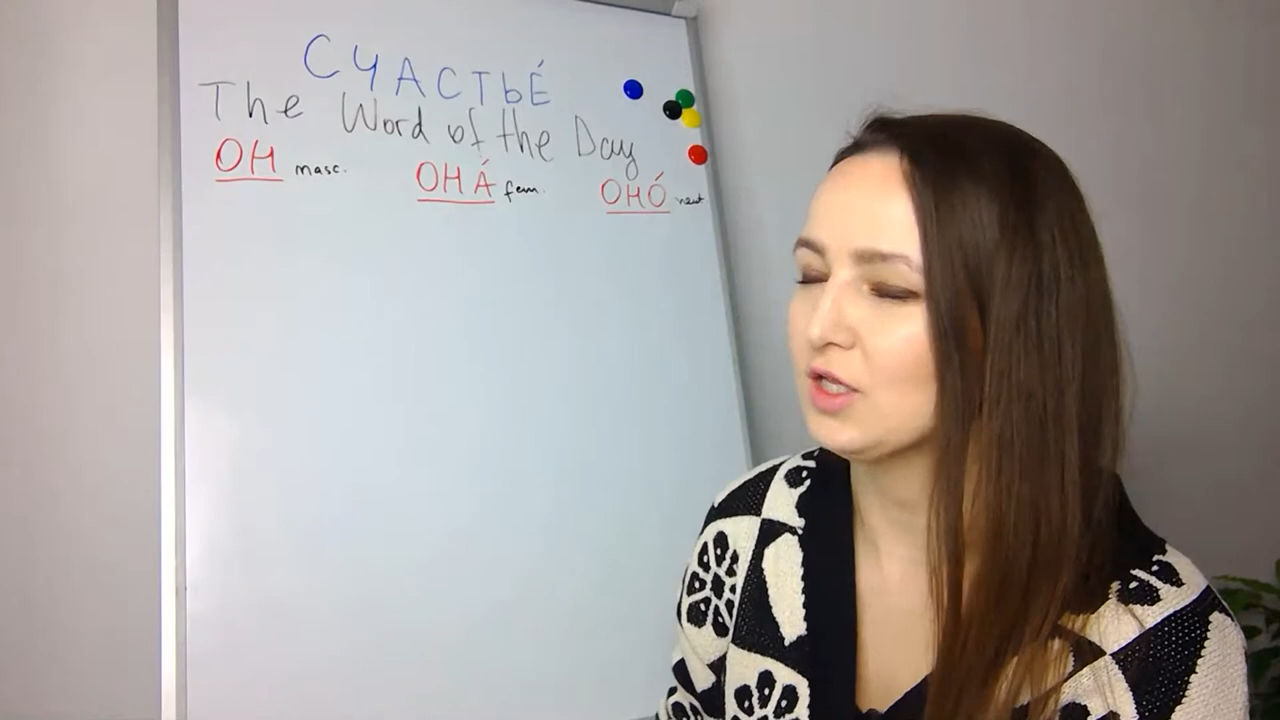 СЧАСТЬÉ
The Word of the Day
ОН masc. ОНÁ fem. ОНÓ neut